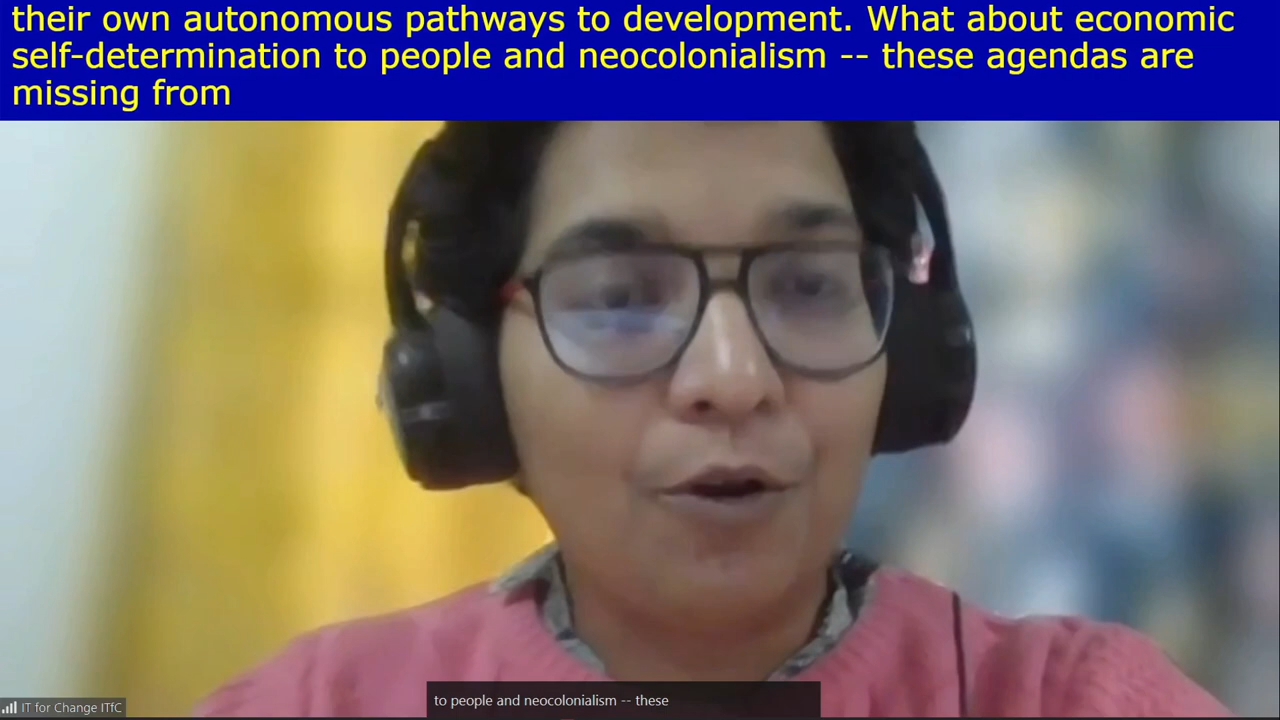 their own autonomous pathways to development. What about economic
self-determination to people and neocolonialism -- these agendas are
missing from
IT for Change ITfC
to people and neocolonialism -- these